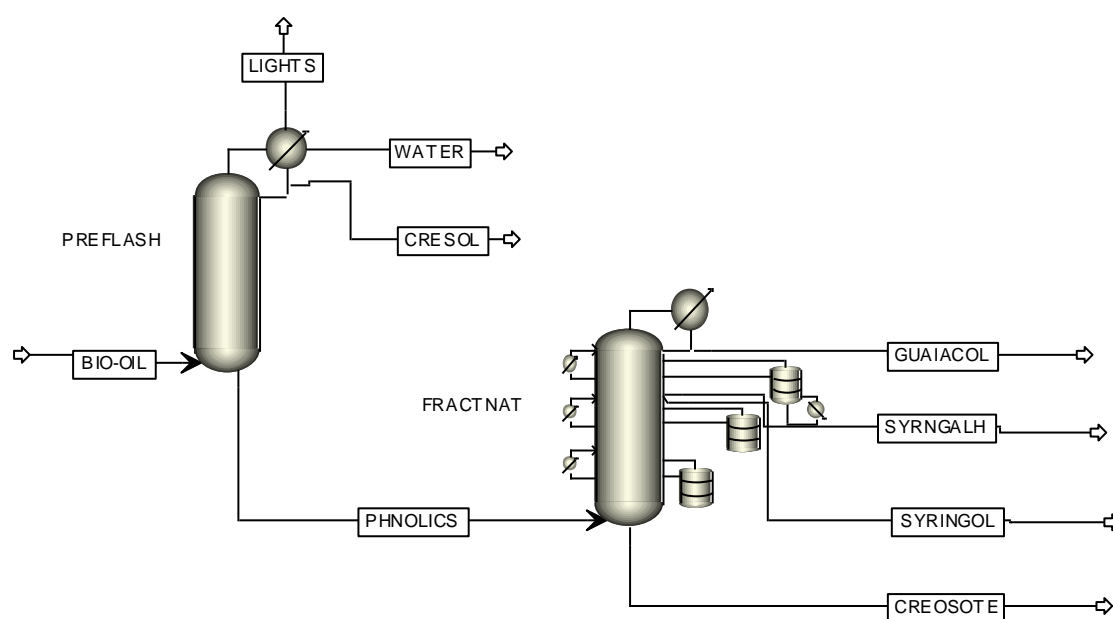 LIGHTS
WATER
PREFLASH
CRESOL
BIO-OIL
GUAIACOL
FRACTNAT
SYRNGALH
PHNOLICS
SYRINGOL
CREOSOTE